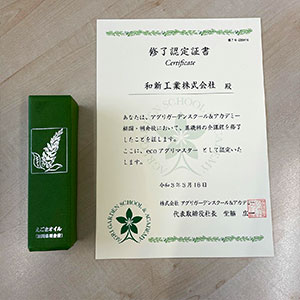 修了認定証書
Certificate
和新工業株式会社 殿
あなたは、アグリガーデンスクール&アカデミー
において、基礎科の全課程を修了し
たことを証します。
ここに、ecoアグリマスター として認定いた
します。
令和3年3月16日
株式会社 アグリガーデンスクール&アカデミー
代表取締役社長
AGRI GARDEN SCHOOL & ACADEMY
えごまオイル